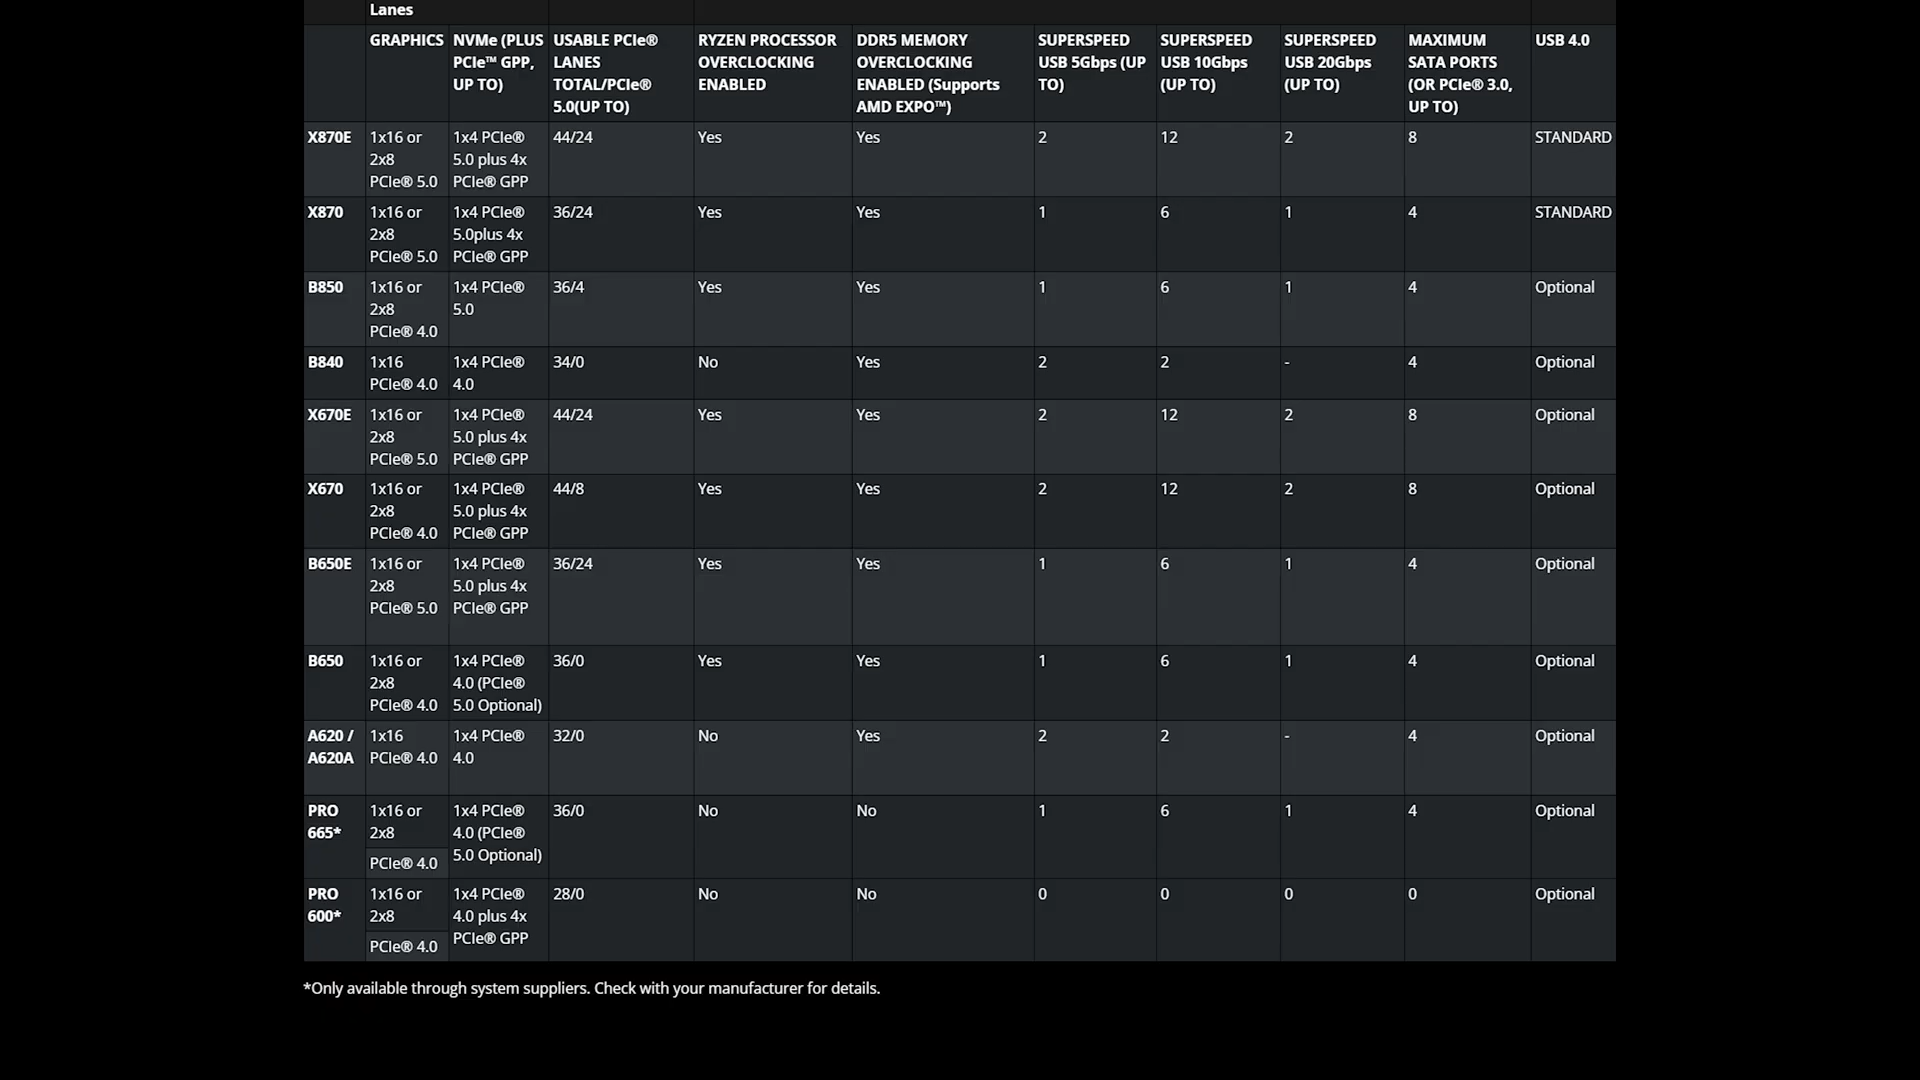 Lanes
GRAPHICS NVMe (PLUS PCIe™ GPP, UP TO) USABLE PCIe® LANES TOTAL/PCIe® 5.0(UP TO) RYZEN PROCESSOR OVERCLOCKING ENABLED DDR5 MEMORY OVERCLOCKING ENABLED (Supports AMD EXPO™) SUPERSPEED USB 5Gbps (UP TO) SUPERSPEED USB 10Gbps (UP TO) SUPERSPEED USB 20Gbps (UP TO) MAXIMUM SATA PORTS (OR PCIe® 3.0, UP TO) USB 4.0
X870E 1x16 or 2x8 PCIe® 5.0 1x4 PCIe® 5.0 plus 4x PCIe® GPP 44/24 Yes Yes 2 12 2 8 STANDARD
X870 1x16 or 2x8 PCIe® 5.0 1x4 PCIe® 5.0plus 4x PCIe® GPP 36/24 Yes Yes 1 6 1 4 STANDARD
B850 1x16 or 2x8 PCIe® 4.0 1x4 PCIe® 5.0 36/4 Yes Yes 1 6 1 4 Optional
B840 1x16 PCIe® 4.0 1x4 PCIe® 4.0 34/0 No Yes 2 2 - 4 Optional
X670E 1x16 or 2x8 PCIe® 5.0 1x4 PCIe® 5.0 plus 4x PCIe® GPP 44/24 Yes Yes 2 12 2 8 Optional
X670 1x16 or 2x8 PCIe® 4.0 1x4 PCIe® 5.0 plus 4x PCIe® GPP 44/8 Yes Yes 2 12 2 8 Optional
B650E 1x16 or 2x8 PCIe® 5.0 1x4 PCIe® 5.0 plus 4x PCIe® GPP 36/24 Yes Yes 1 6 1 4 Optional
B650 1x16 or 2x8 PCIe® 4.0 1x4 PCIe® 4.0 (PCIe® 5.0 Optional) 36/0 Yes Yes 1 6 1 4 Optional
A620 / A620A 1x16 PCIe® 4.0 1x4 PCIe® 4.0 32/0 No Yes 2 2 - 4 Optional
PRO 665* 1x16 or 2x8 PCIe® 4.0 1x4 PCIe® 4.0 (PCIe® 5.0 Optional) 36/0 No No 1 6 1 4 Optional
PRO 600* 1x16 or 2x8 PCIe® 4.0 1x4 PCIe® 4.0 plus 4x PCIe® GPP 28/0 No No 0 0 0 0 Optional
*Only available through system suppliers. Check with your manufacturer for details.